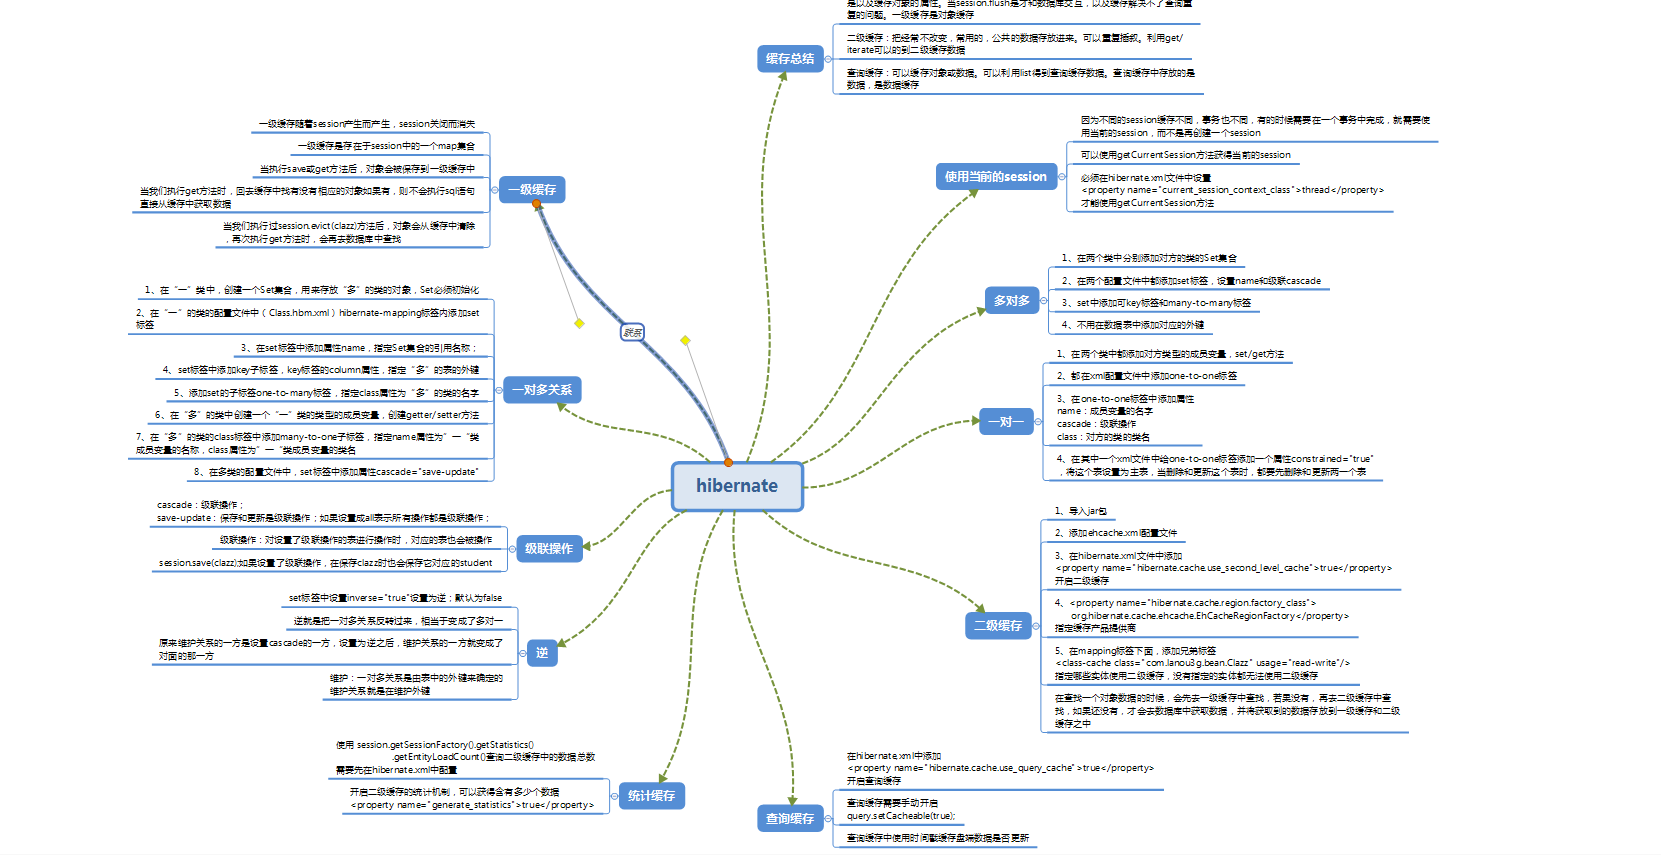 是以及缓存对象的属性。当session.flush是才和数据库交互，以及缓存解决不了查询重
复的问题。一级缓存是对象缓存
二级缓存：把经常不改变，常用的，公共的数据存放进来。可以重复播叙。利用get/
iterate可以的到二级缓存数据
缓存总结
查询缓存：可以缓存对象或数据。可以利用list得到查询缓存数据。查询缓存中存放的是
数据，是数据缓存
因为不同的session缓存不同，事务也不同，有的时候需要在一个事务中完成，就需要使
用当前的session，而不是再创建一个session
可以使用getCurrentSession方法获得当前的session
使用当前的session
必须在hibernate.xml文件中设置
<property name="current_session_context_class">thread</property>
才能使用getCurrentSession方法
1、在两个类中分别添加对方的类的Set集合
2、在两个配置文件中都添加set标签，设置name和级联cascade
多对多
3、set中添加可key标签和many-to-many标签
4、不用在数据表中添加对应的外键
1、在两个类中都添加对方类型的成员变量，set/get方法
2、都在xml配置文件中添加one-to-one标签
3、在one-to-one标签中添加属性
name：成员变量的名字
cascade：级联操作
class：对方的类的类名
一对一
4、在其中一个xml文件中给one-to-one标签添加一个属性constrained="true"
，将这个表设置为主表，当删除和更新这个表时，都要先删除和更新两一个表
1、导入jar包
2、添加ehcache.xml配置文件
3、在hibernate.xml文件中添加
<property name="hibernate.cache.use_second_level_cache">true</property>
开启二级缓存
4、<property name="hibernate.cache.region.factory_class">
org.hibernate.cache.ehcache.EhCacheRegionFactory</property>
指定缓存产品提供商
二级缓存
5、在mapping标签下面，添加兄弟标签
<class-cache class="com.lanou3g.bean.Clazz" usage="read-write"/>
指定哪些实体使用二级缓存，没有指定的实体都无法使用二级缓存
在查找一个对象数据的时候，会先去一级缓存中查找，若果没有，再去二级缓存中查
找，如果还没有，才会去数据库中获取数据，并将获取到的数据存放到一级缓存和二级
缓存之中
在hibernate.xml中添加
<property name="hibernate.cache.use_query_cache">true</property>
开启查询缓存
查询缓存需要手动开启
query.setCacheable(true);
查询缓存
查询缓存中使用时间戳缓存盘端数据是否更新
一级缓存随着session产生而产生，session关闭而消失
一级缓存是存在于session中的一个map集合
当执行save或get方法后，对象会被保存到一级缓存中
一级缓存
当我们执行get方法时，回去缓存中找有没有相应的对象如果有，则不会执行sql语句
直接从缓存中获取数据
当我们执行过session.evict(clazz)方法后，对象会从缓存中清除
，再次执行get方法时，会再去数据库中查找
联系
1、在“一”类中，创建一个Set集合，用来存放“多”的类的对象，Set必须初始化
2、在“一”的类的配置文件中（Class.hbm.xml）hibernate-mapping标签内添加set
标签
3、在set标签中添加属性name，指定Set集合的引用名称；
4、set标签中添加key子标签，key标签的column属性，指定“多”的表的外键
一对多关系
5、添加set的子标签one-to-many标签，指定class属性为“多”的类的名字
6、在“多”的类中创建一个“一”类的类型的成员变量，创建getter/setter方法
7、在“多”的类的class标签中添加many-to-one子标签，指定name属性为”一“类
成员变量的名称，class属性为”一“类成员变量的类名
8、在多类的配置文件中，set标签中添加属性cascade="save-update"
hibernate
cascade：级联操作；
save-update：保存和更新是级联操作；如果设置成all表示所有操作都是级联操作；
级联操作：对设置了级联操作的表进行操作时，对应的表也会被操作
级联操作
session.save(clazz);如果设置了级联操作，在保存clazz时也会保存它对应的student
set标签中设置inverse="true"设置为逆；默认为false
逆就是把一对多关系反转过来，相当于变成了多对一
原来维护关系的一方是设置cascade的一方，设置为逆之后，维护关系的一方就变成了
对面的那一方
逆
维护：一对多关系是由表中的外键来确定的
维护关系就是在维护外键
使用 session.getSessionFactory().getStatistics()
.getEntityLoadCount()查询二级缓存中的数据总数
需要先在hibernate.xml中配置
统计缓存
开启二级缓存的统计机制，可以获得含有多少个数据
<property name="generate_statistics">true</property>